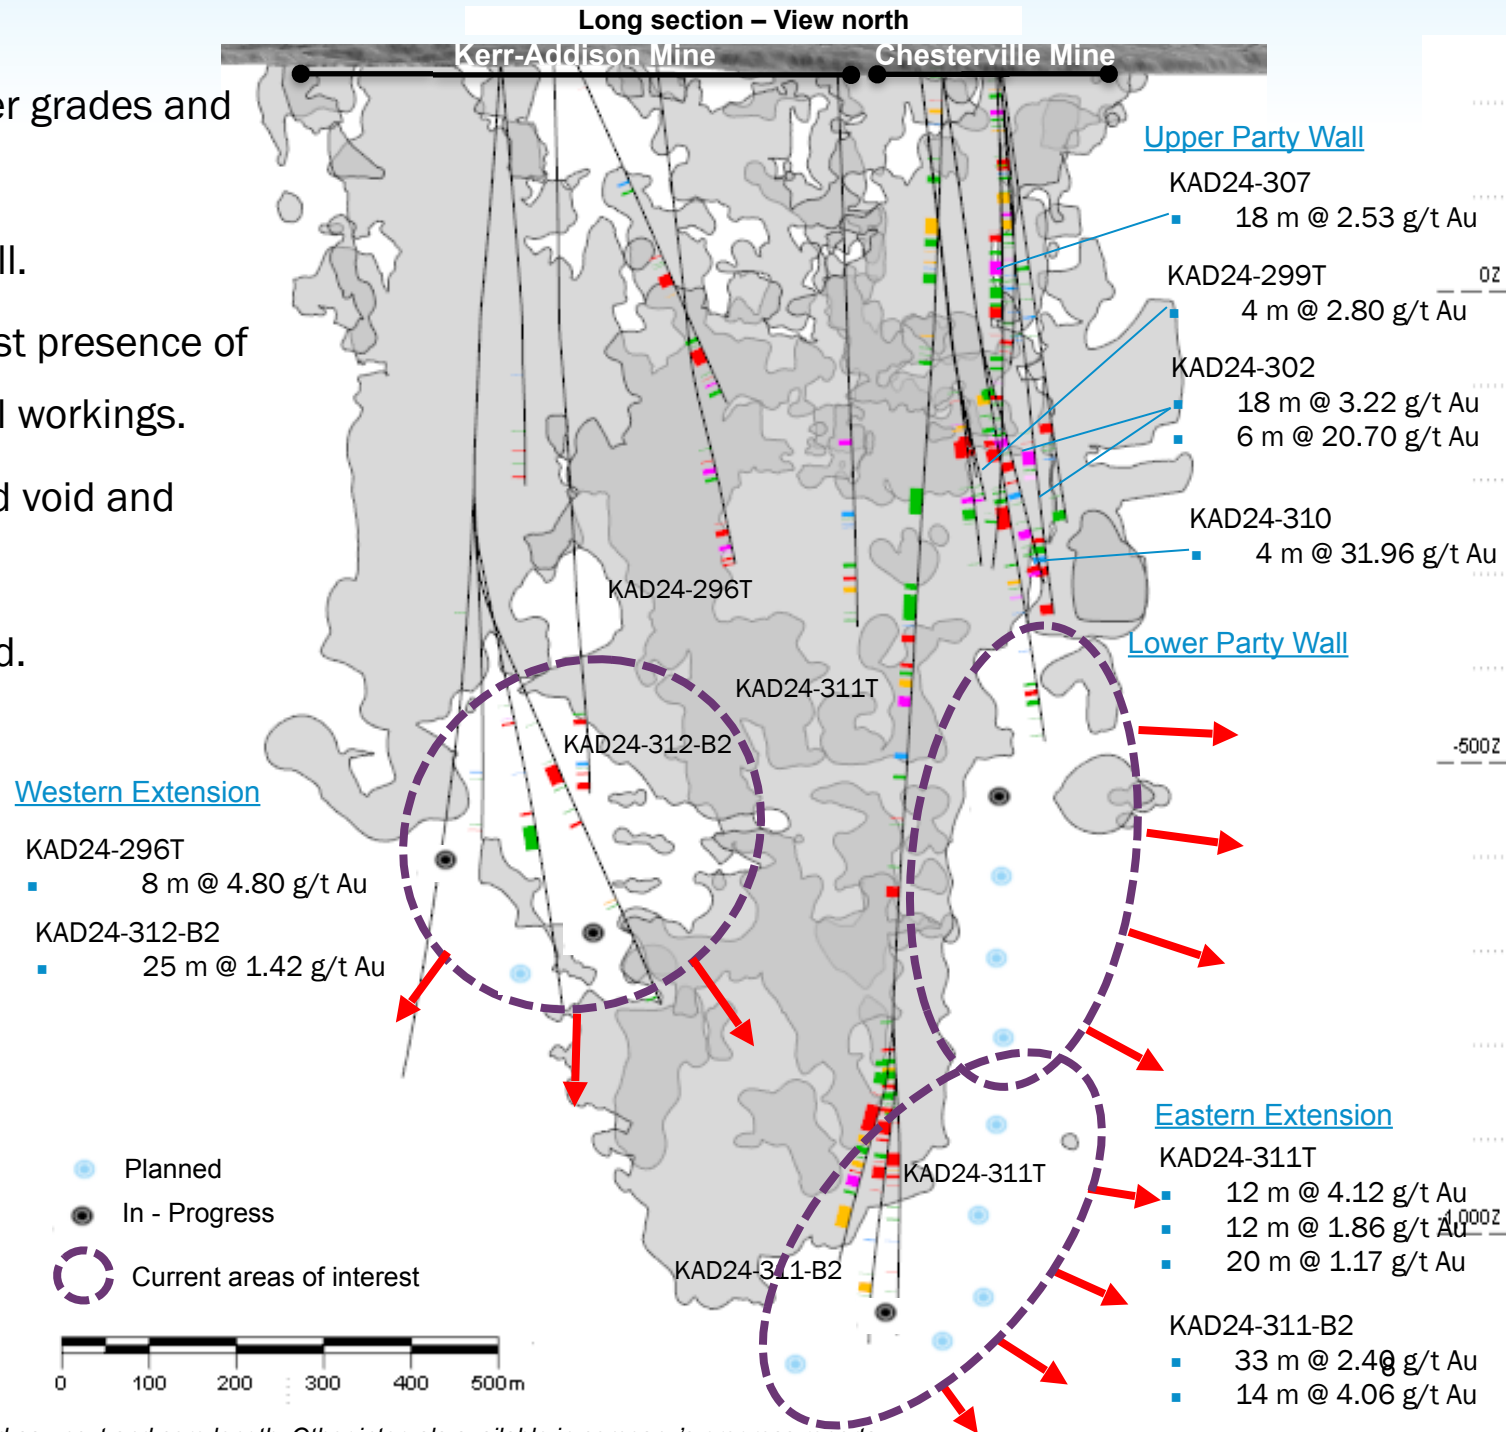 Long section – View north
Kerr-Addison Mine
Chesterville Mine
er grades and
ll.
st presence of
l workings.
d void and
d.
Upper Party Wall
KAD24-307
▪ 18 m @ 2.53 g/t Au
KAD24-299T
▪ 4 m @ 2.80 g/t Au
KAD24-302
▪ 18 m @ 3.22 g/t Au
▪ 6 m @ 20.70 g/t Au
KAD24-310
▪ 4 m @ 31.96 g/t Au
0Z
-500Z
-1,000Z
Lower Party Wall
KAD24-296T
KAD24-311T
KAD24-312-B2
Western Extension
KAD24-296T
▪ 8 m @ 4.80 g/t Au
KAD24-312-B2
▪ 25 m @ 1.42 g/t Au
KAD24-311T
KAD24-311-B2
Eastern Extension
KAD24-311T
▪ 12 m @ 4.12 g/t Au
▪ 12 m @ 1.86 g/t Au
▪ 20 m @ 1.17 g/t Au
KAD24-311-B2
▪ 33 m @ 2.40 g/t Au
▪ 14 m @ 4.06 g/t Au
8
Planned
In - Progress
Current areas of interest
0 100 200 300 400 500m